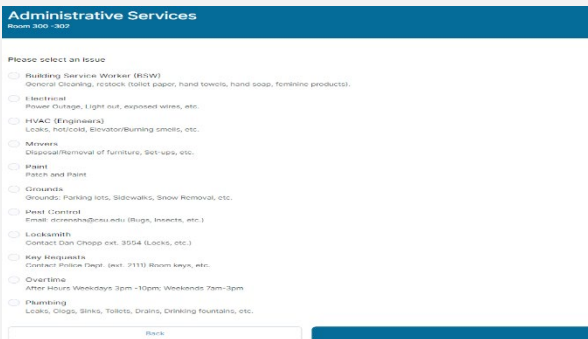 Administrative Services
Room 300 -302
Please select an issue
Building Service Worker (BSW)
General Cleaning, restock (toilet paper, hand towels, hand soap, feminine products).
Electrical
Power Outage, Light out, exposed wires, etc.
HVAC (Engineers)
Leaks, hot/cold, Elevator/Burning smells, etc.
Movers
Disposal/Removal of furniture, Set-ups, etc.
Paint
Patch and Paint
Grounds
Grounds: Parking lots, Sidewalks, Snow Removal, etc.
Pest Control
Email: dcrensha@csu.edu (Bugs, Insects, etc.)
Locksmith
Contact Dan Chopp ext. 3554 (Locks, etc.)
Key Requests
Contact Police Dept. (ext. 2111) Room keys, etc.
Overtime
After Hours Weekdays 3pm -10pm; Weekends 7am-3pm
Plumbing
Leaks, Clogs, Sinks, Toilets, Drains, Drinking fountains, etc.
Back